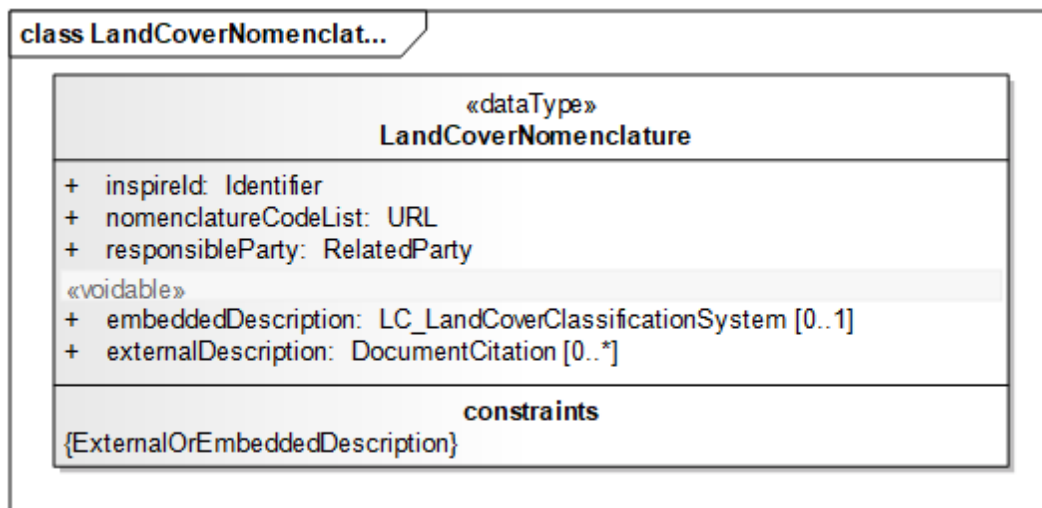 class LandCoverNomenclat...
«dataType»
LandCoverNomenclature
+ inspireId: Identifier
+ nomenclatureCodeList: URL
+ responsibleParty: RelatedParty
«voidable»
+ embeddedDescription: LC_LandCoverClassificationSystem [0..1]
+ externalDescription: DocumentCitation [0..*]
constraints
{ExternalOrEmbeddedDescription}